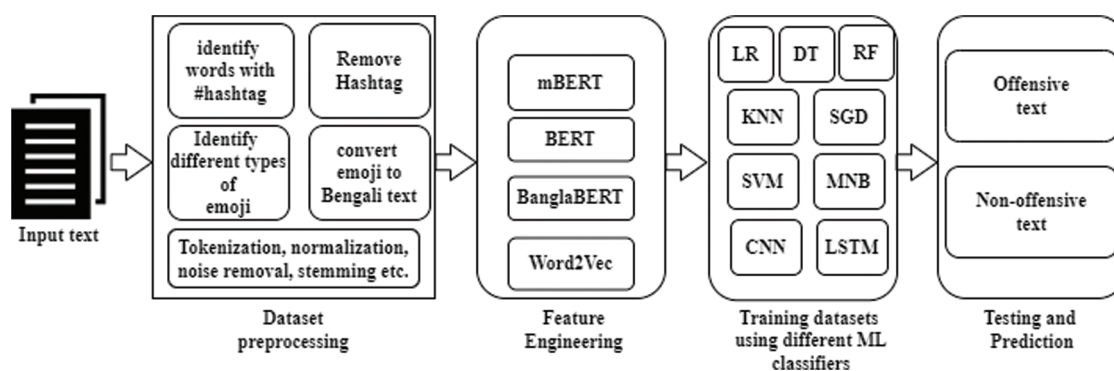 Input text
identify
words with
#hashtag
Remove
Hashtag
Identify
different types
of
emoji
convert
emoji to
Bengali text
Tokenization, normalization,
noise removal, stemming etc.
Dataset
preprocessing
mBERT
BERT
BanglaBERT
Word2Vec
Feature
Engineering
LR
DT
RF
KNN
SGD
SVM
MNB
CNN
LSTM
Training datasets
using different ML
classifiers
Offensive
text
Non-offensive
text
Testing and
Prediction